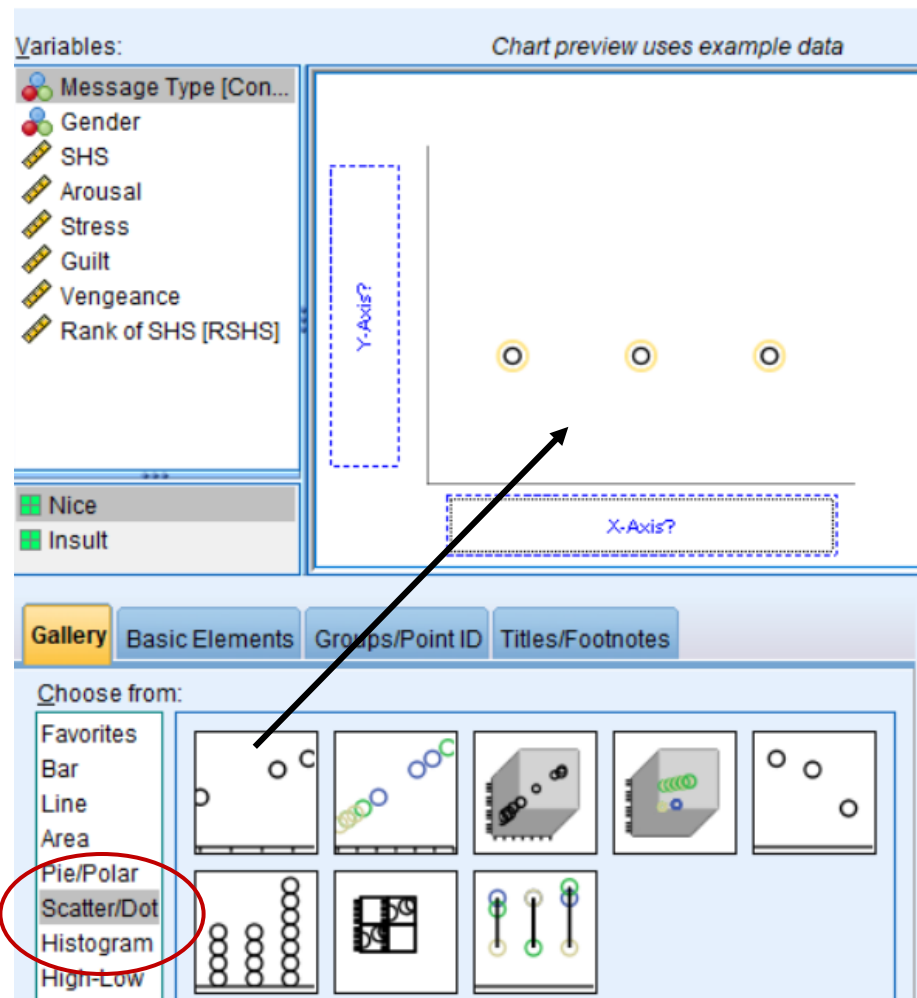 Variables:
Chart preview uses example data
Message Type [Con...
Gender
SHS
Arousal
Stress
Guilt
Vengeance
Rank of SHS [RSHS]
Y-Axis?
X-Axis?
Nice
Insult
Gallery
Basic Elements
Groups/Point ID
Titles/Footnotes
Choose from:
Favorites
Bar
Line
Area
Pie/Polar
Scatter/Dot
Histogram
High-Low